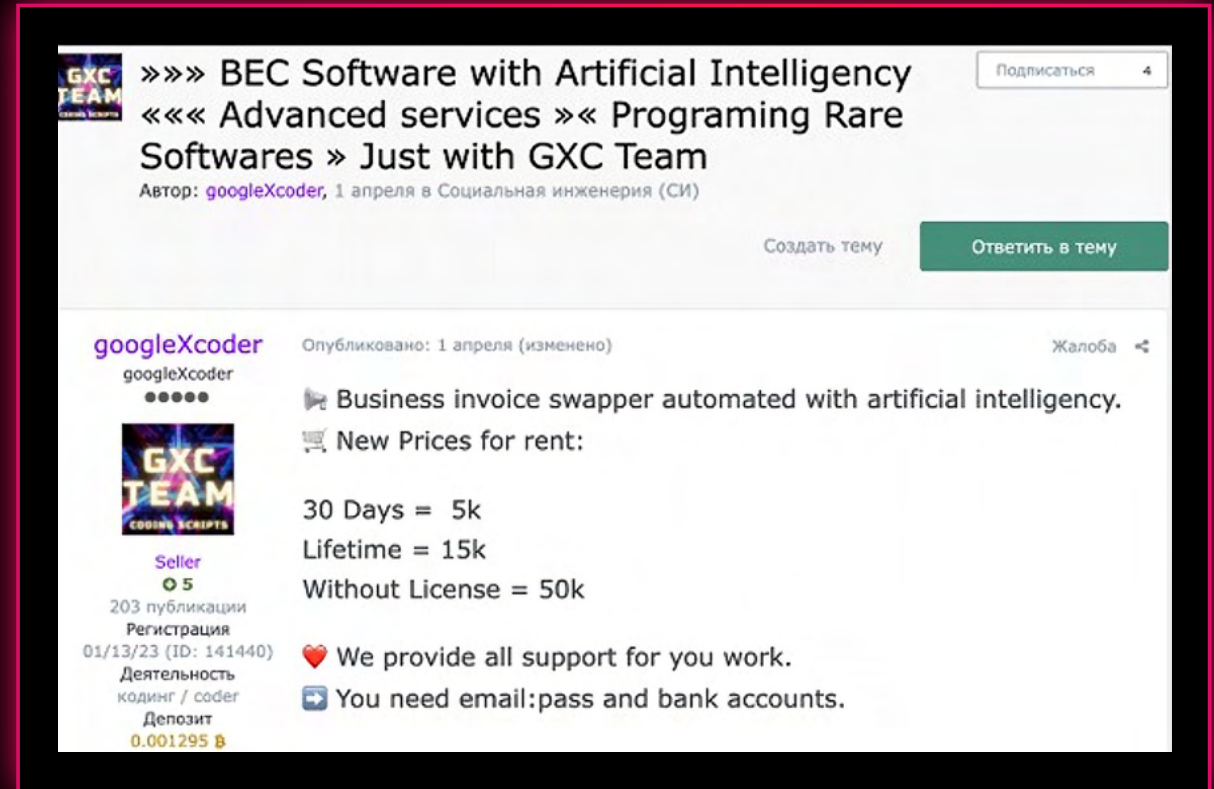 GXC
TEAM
CODING SCRIPTS
»»» BEC Software with Artificial Intelligency
««« Advanced services »« Programing Rare
Softwares » Just with GXC Team
Подписаться 4
Автор: googleXcoder, 1 апреля в Социальная инженерия (СИ)
Создать тему
Ответить в тему
googleXcoder
googleXcoder
GXC
TEAM
CODING SCRIPTS
Seller
5
203 публикации
Регистрация
01/13/23 (ID: 141440)
Деятельность
кодинг / coder
Депозит
0.001295 ₿
Опубликовано: 1 апреля (изменено)
Жалоба
Business invoice swapper automated with artificial intelligency.
New Prices for rent:
30 Days = 5k
Lifetime = 15k
Without License = 50k
We provide all support for you work.
You need email:pass and bank accounts.